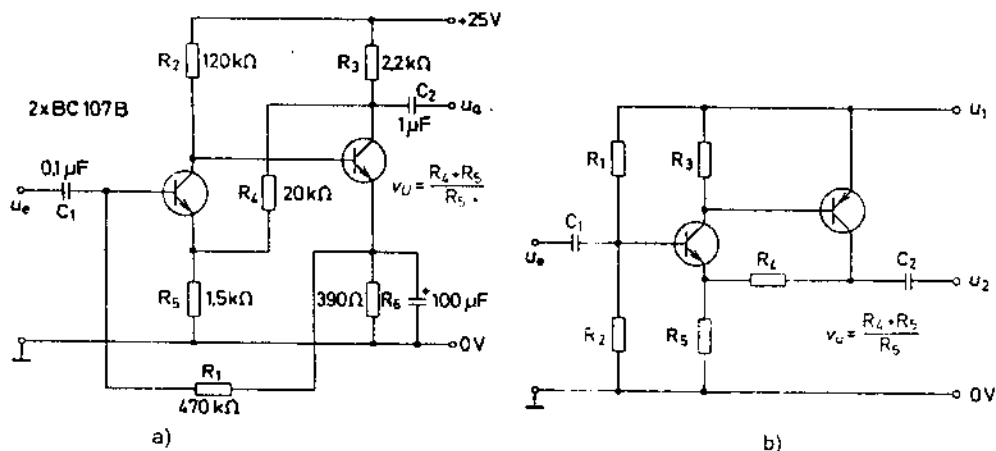 +25V
R2 120kΩ
R3 2,2kΩ
2xBC 107B
C2
ua
1µF
0,1µF
ue
C1
R4 20kΩ
vU = R4+R5 / R5
R5 1,5kΩ
390Ω R6 100µF
+
0V
R1
470kΩ
a)
u1
R1
R3
C1
ue
R4
C2
u2
R2
R5
vu = R4+R5 / R5
0V
b)